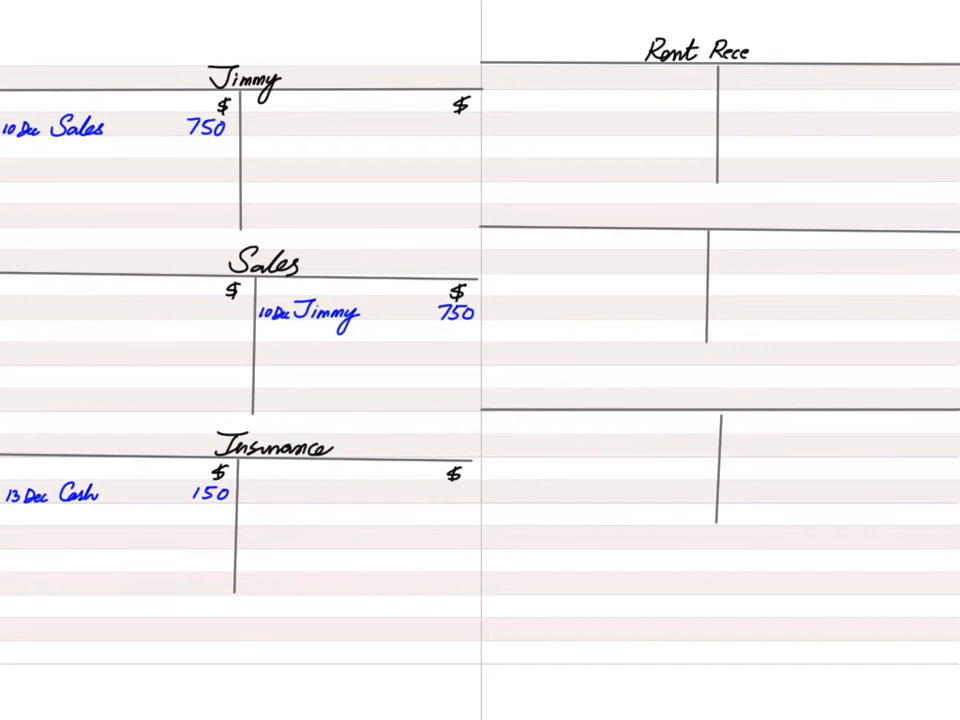 Jimmy
$ $
10 Dec Sales 750
Sales
$ $
10 Dec Jimmy 750
Insurance
$ $
13 Dec Cash 150
Rent Rece